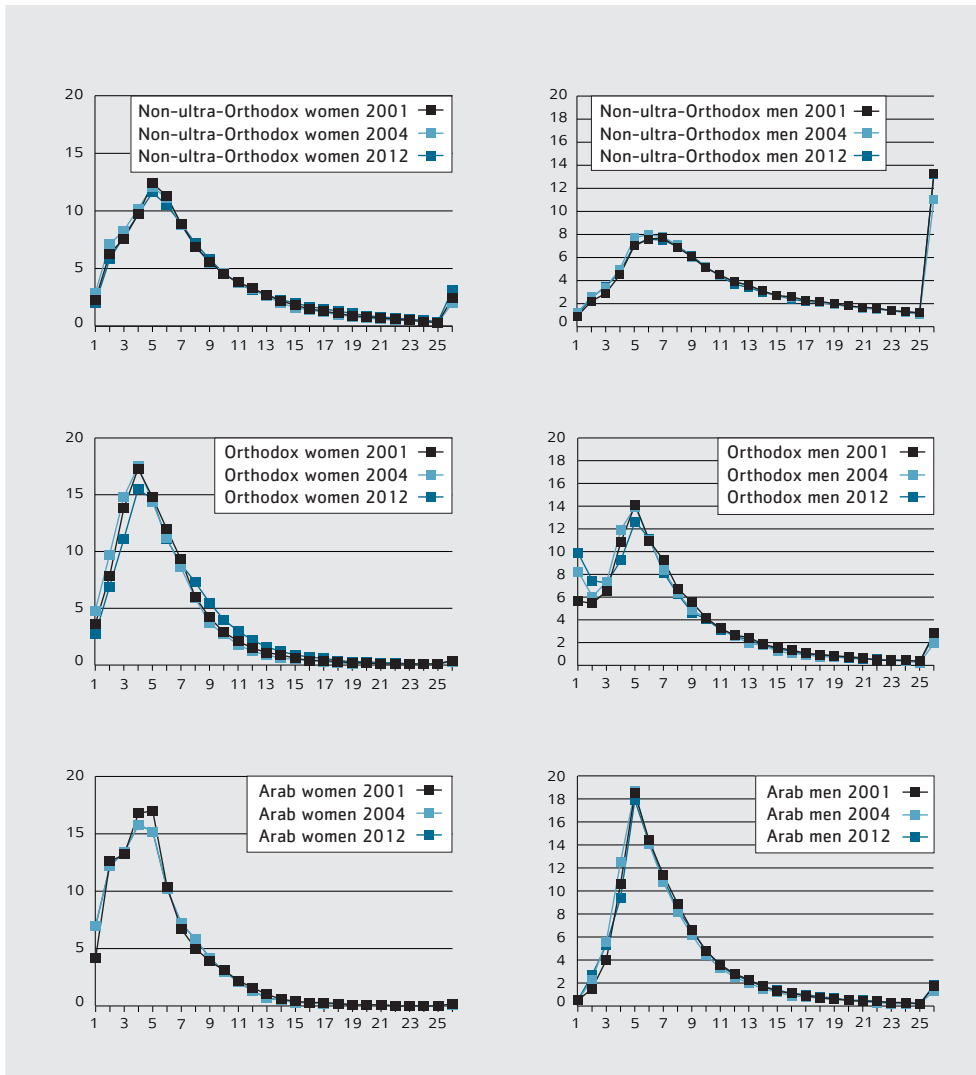 20
15
10
5
0
Non-ultra-Orthodox women 2001
Non-ultra-Orthodox women 2004
Non-ultra-Orthodox women 2012
1 3 5 7 9 11 13 15 17 19 21 23 25
20
18
16
14
12
10
8
6
4
2
0
Non-ultra-Orthodox men 2001
Non-ultra-Orthodox men 2004
Non-ultra-Orthodox men 2012
1 3 5 7 9 11 13 15 17 19 21 23 25
20
15
10
5
0
Orthodox women 2001
Orthodox women 2004
Orthodox women 2012
1 3 5 7 9 11 13 15 17 19 21 23 25
20
18
16
14
12
10
8
6
4
2
0
Orthodox men 2001
Orthodox men 2004
Orthodox men 2012
1 3 5 7 9 11 13 15 17 19 21 23 25
20
15
10
5
0
Arab women 2001
Arab women 2004
Arab women 2012
1 3 5 7 9 11 13 15 17 19 21 23 25
20
18
16
14
12
10
8
6
4
2
0
Arab men 2001
Arab men 2004
Arab men 2012
1 3 5 7 9 11 13 15 17 19 21 23 25